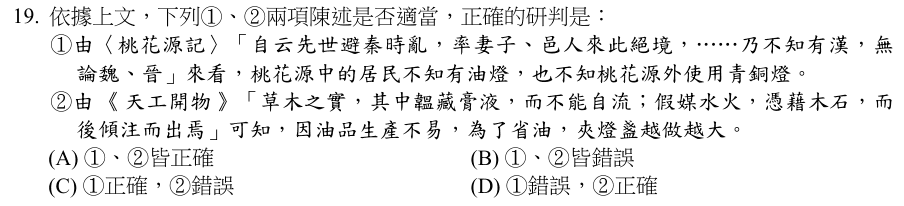 19. 依據上文，下列①、②兩項陳述是否適當，正確的研判是：
①由〈桃花源記〉「自云先世避秦時亂，率妻子、邑人來此絕境，……乃不知有漢，無
論魏、晉」來看，桃花源中的居民不知有油燈，也不知桃花源外使用青銅燈。
②由《天工開物》「草木之實，其中韞藏膏液，而不能自流；假媒水火，憑藉木石，而
後傾注而出焉」可知，因油品生產不易，為了省油，夾燈盞越做越大。
(A) ①、②皆正確 (B) ①、②皆錯誤
(C) ①正確，②錯誤 (D) ①錯誤，②正確